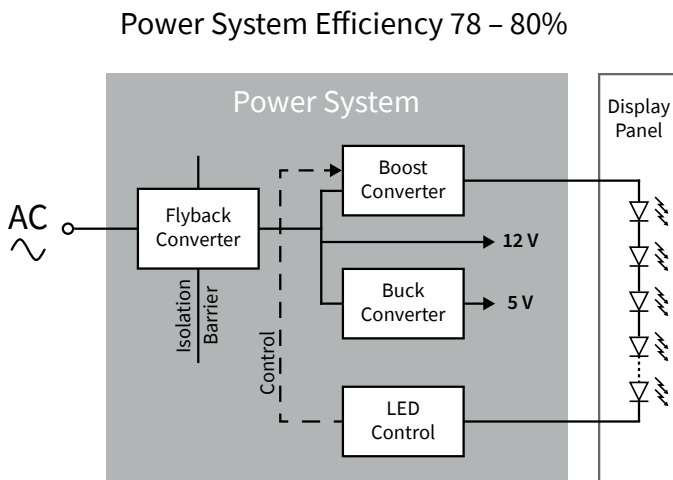 Power System Efficiency 78 – 80%
Power System
Display
Panel
Boost
Converter
AC
Flyback
Converter
12 V
Isolation
Barrier
Buck
Converter
5 V
Control
LED
Control